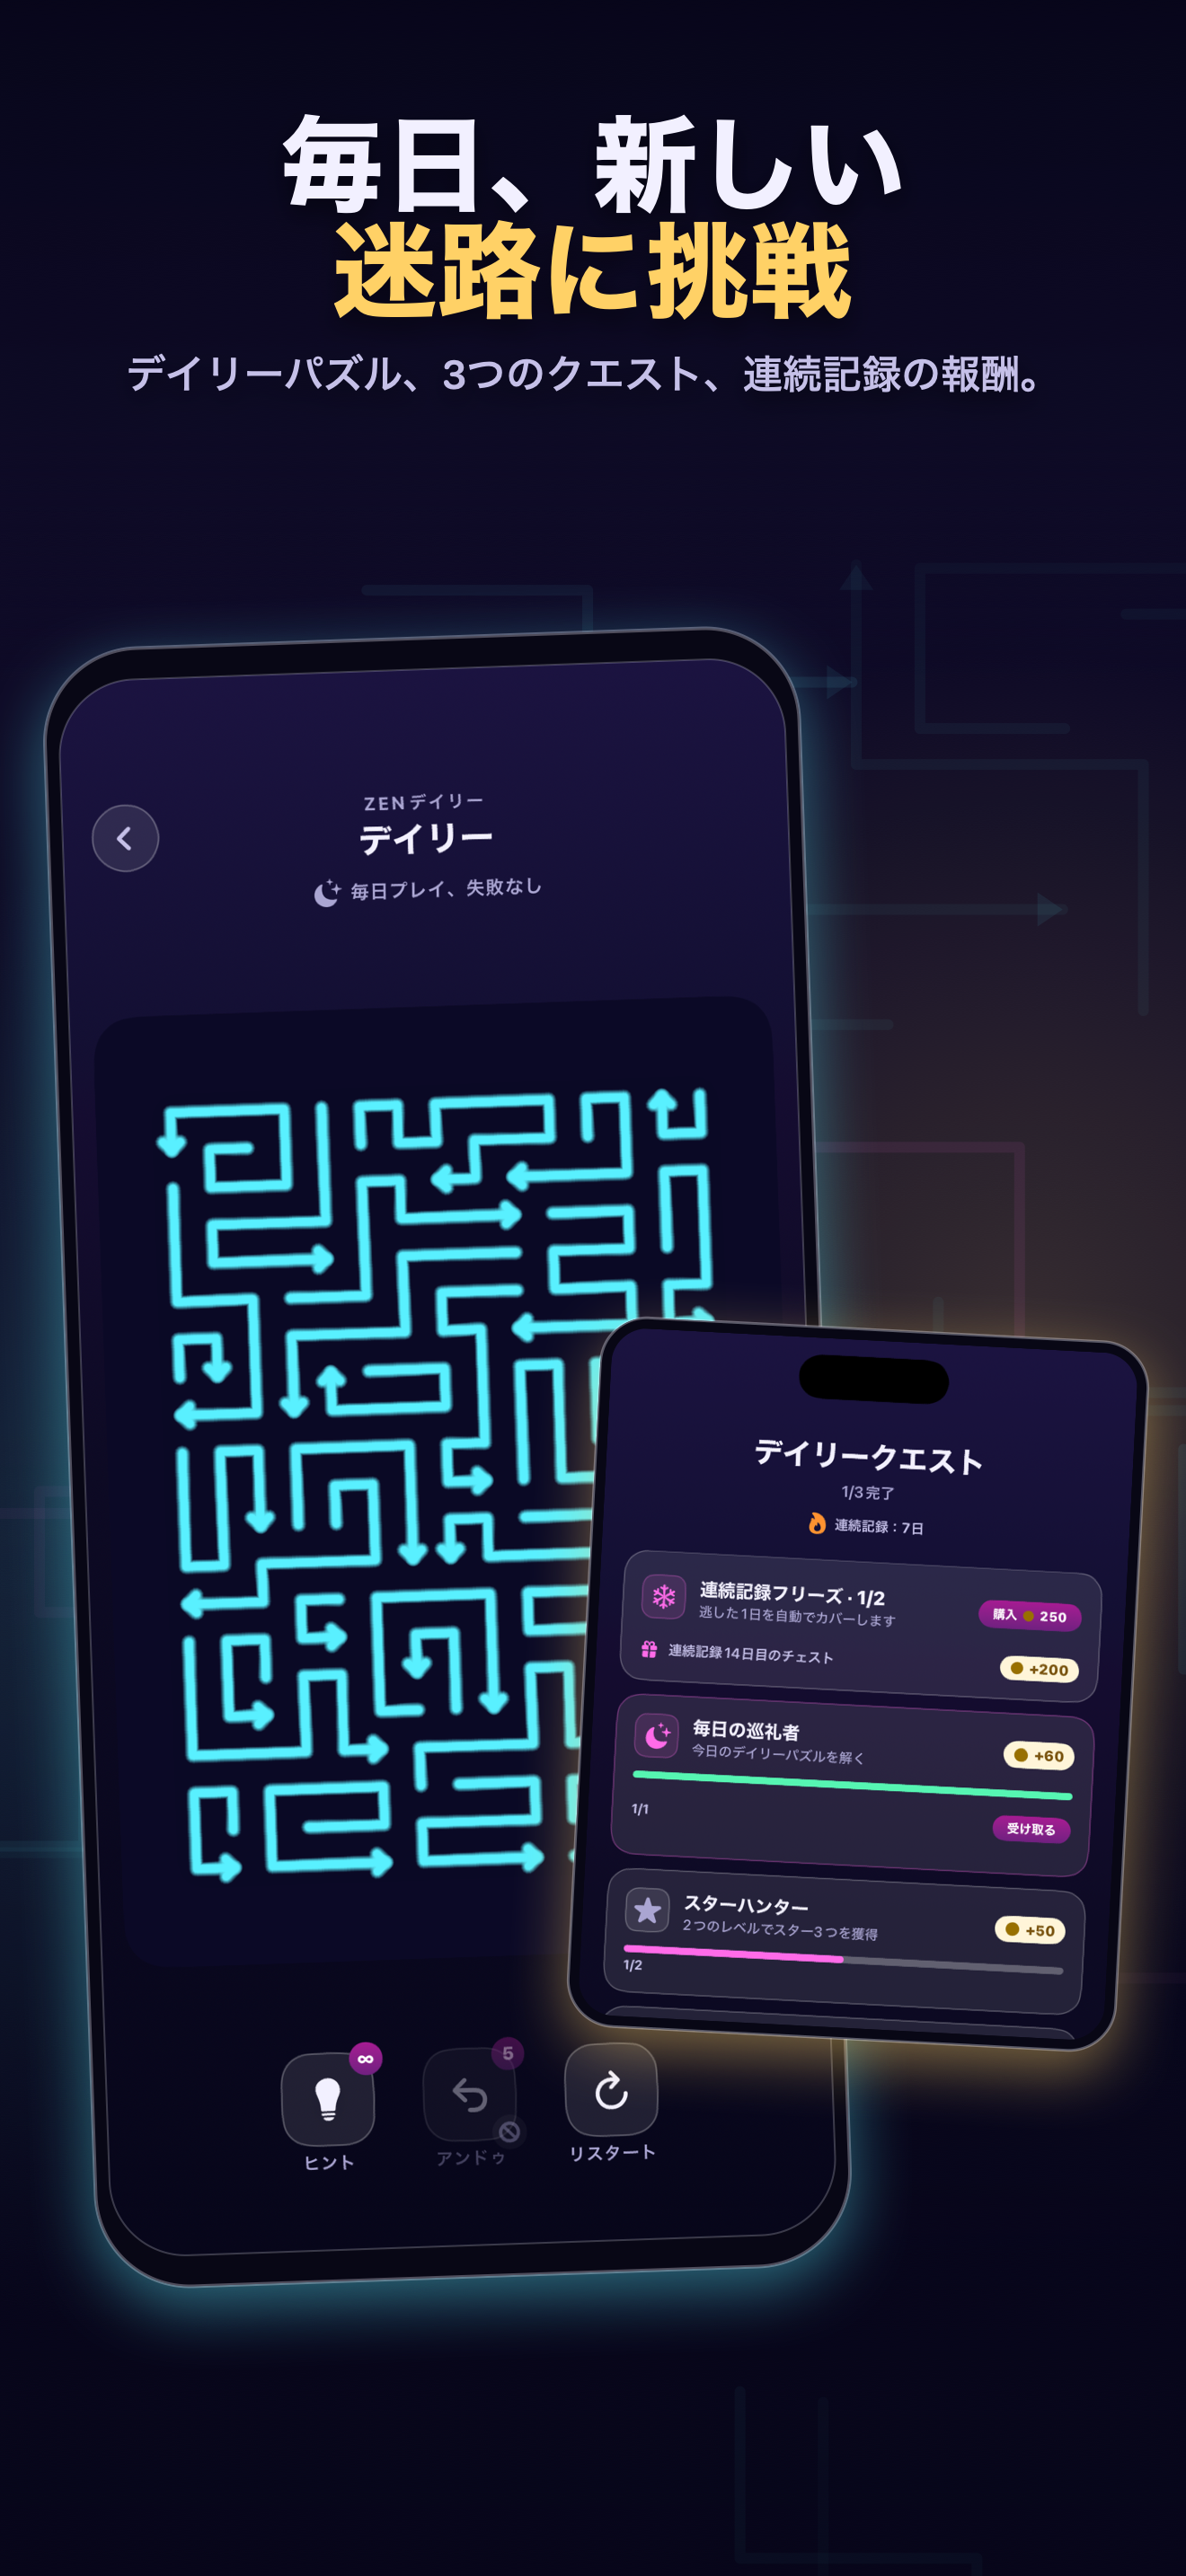 毎日、新しい
迷路に挑戦
デイリーパズル、3つのクエスト、連続記録の報酬。
ZENデイリー
デイリー
毎日プレイ、失敗なし
デイリークエスト
1/3完了
連続記録：7日
連続記録フリーズ · 1/2
逃した1日を自動でカバーします
購入 250
連続記録14日目のチェスト
+200
毎日の巡礼者
今日のデイリーパズルを解く
+60
1/1
受け取る
スターハンター
2つのレベルでスター3つを獲得
+50
1/2
∞
5
ヒント
アンドゥ
リスタート